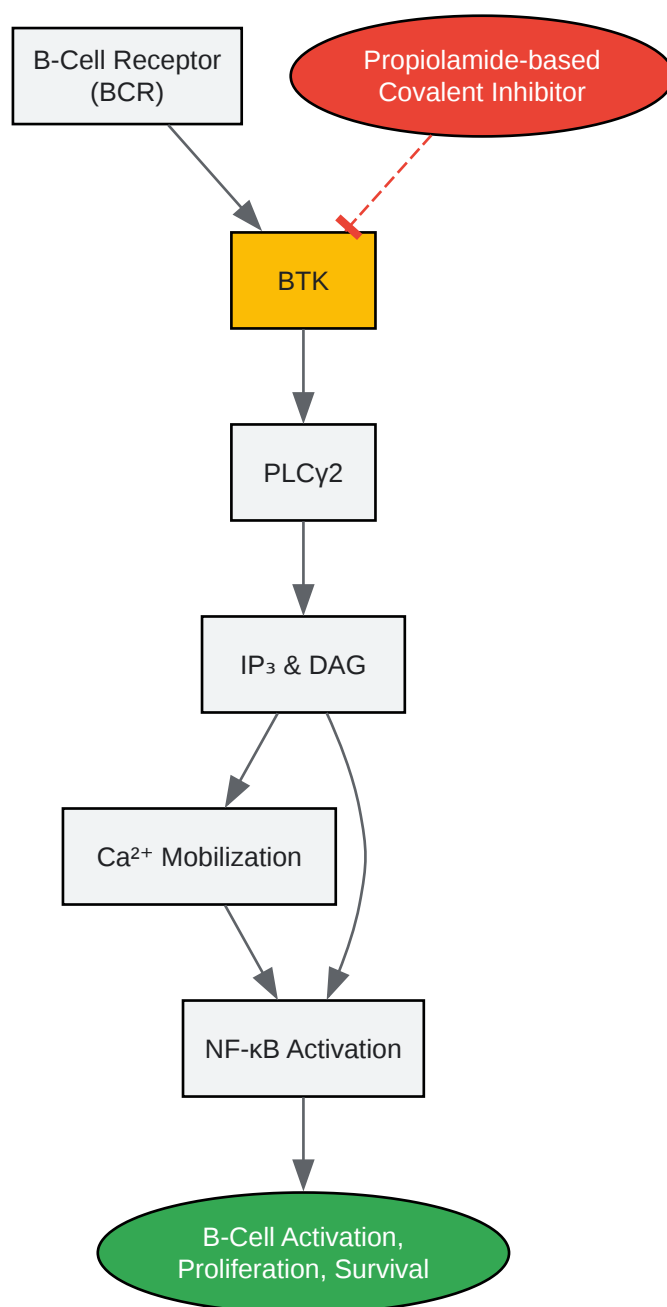 B-Cell Receptor
(BCR)
Propiolamide-based
Covalent Inhibitor
BTK
PLCγ2
IP₃ & DAG
Ca²⁺ Mobilization
NF-κB Activation
B-Cell Activation,
Proliferation, Survival